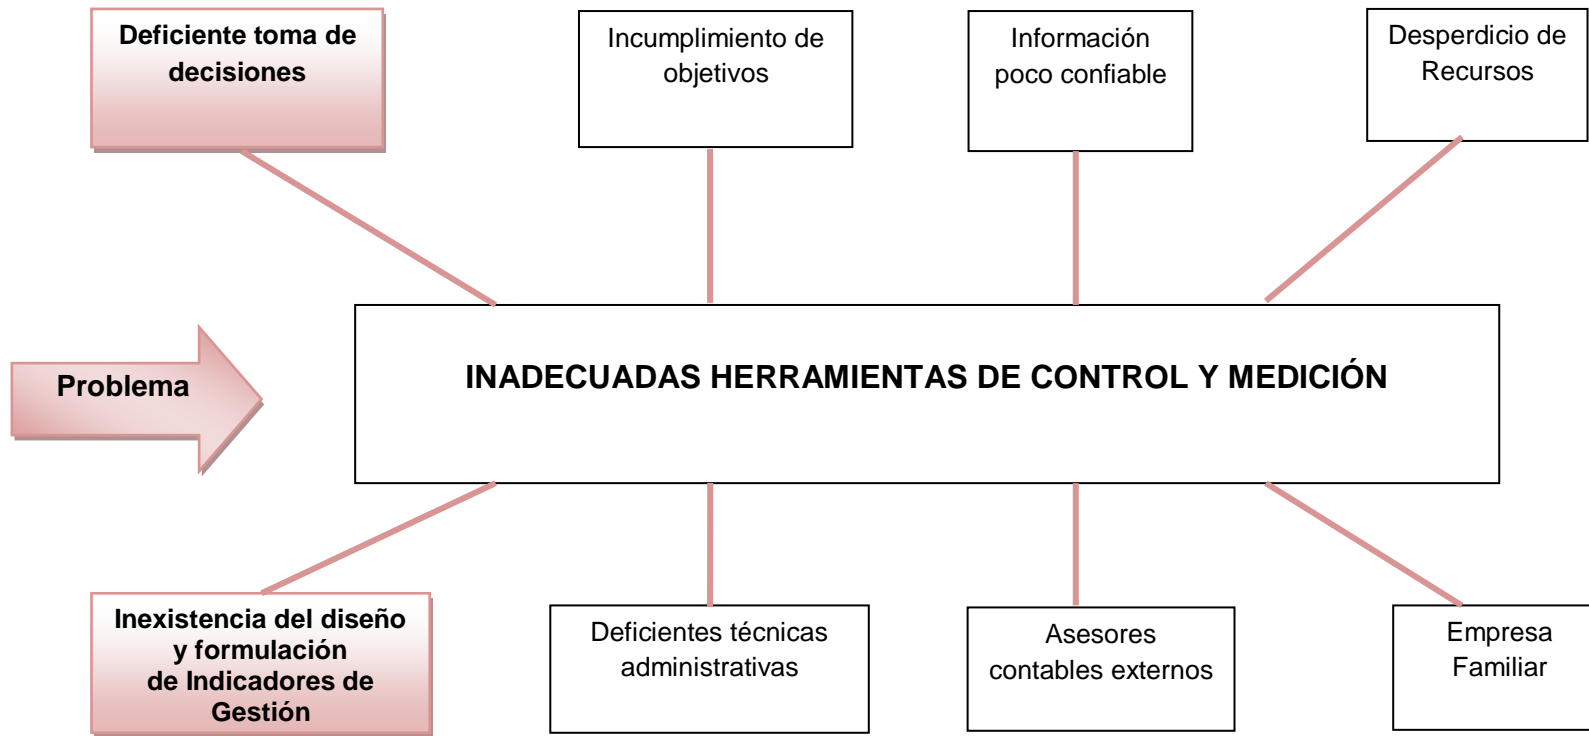 Deficiente toma de
decisiones
Incumplimiento de
objetivos
Información
poco confiable
Desperdicio de
Recursos
Problema
INADECUADAS HERRAMIENTAS DE CONTROL Y MEDICIÓN
Inexistencia del diseño
y formulación
de Indicadores de
Gestión
Deficientes técnicas
administrativas
Asesores
contables externos
Empresa
Familiar